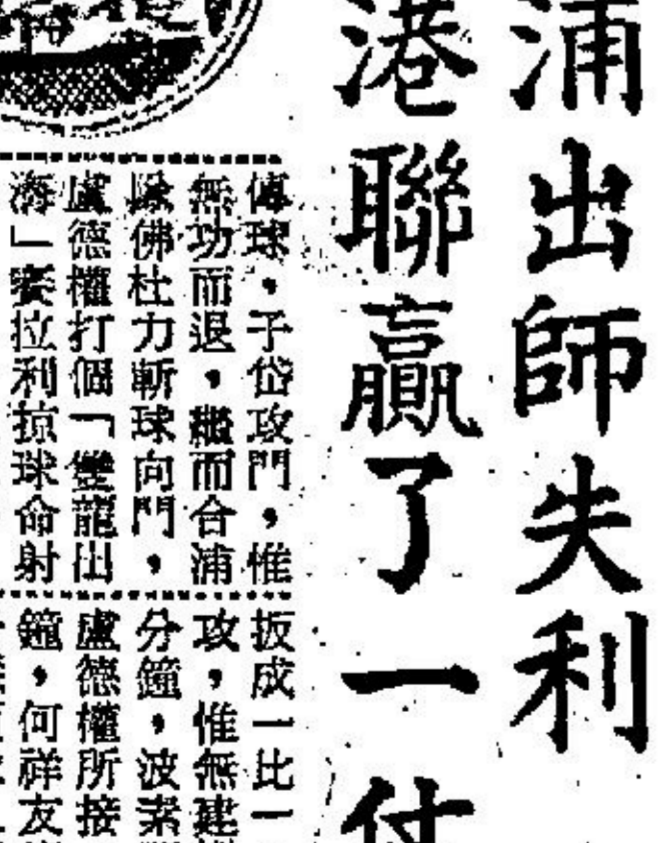 浦出師失利
港聯贏了一
傳球，子岱攻門，惟
無功而退，繼而合浦
隊佛杜力斬球向門，
盧德權打個「雙龍出
海」賽拉利掠球命射
扳成一比一
攻，惟無建
分鐘，波素
盧德權所接
鐘，何祥友